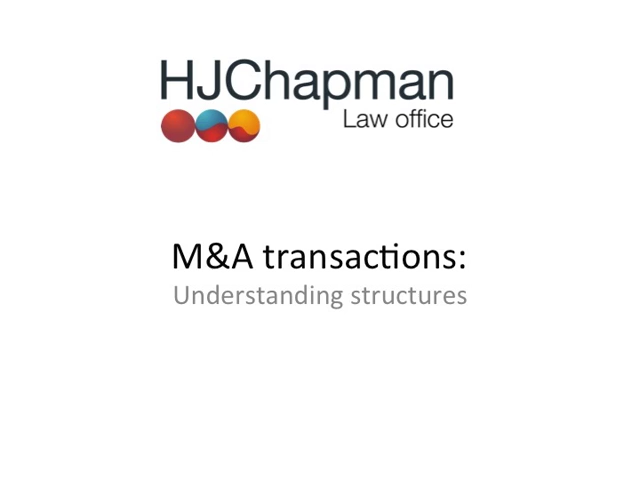 HJChapman
Law office
M&A transactions:
Understanding structures